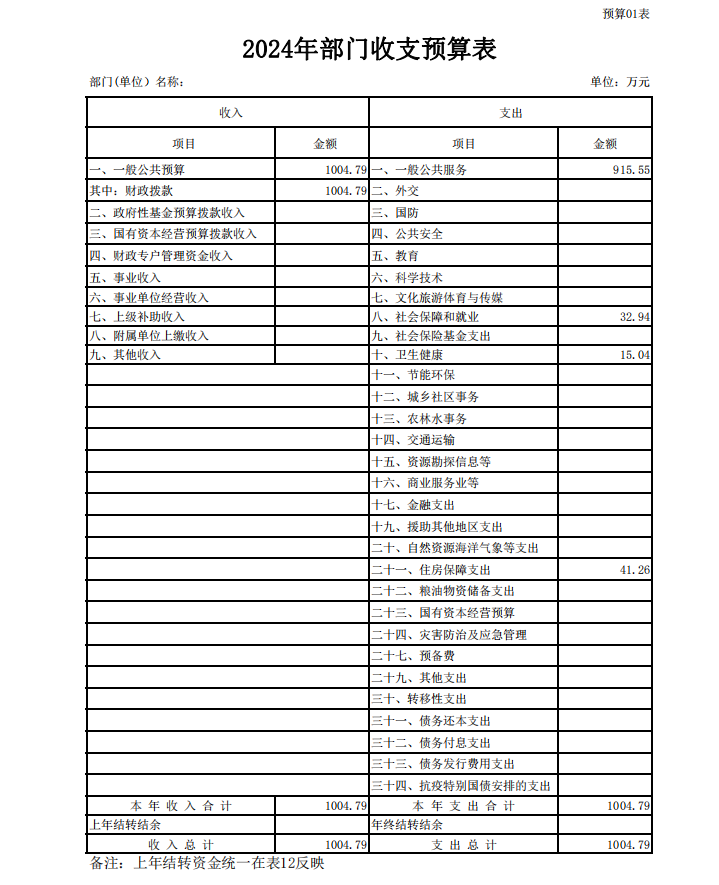 预算01表
2024年部门收支预算表
部门(单位)名称: 单位: 万元
收入 支出
项目 金额 项目 金额
一、一般公共预算 1004.79 一、一般公共服务 915.55
其中: 财政拨款 1004.79 二、外交
二、政府性基金预算拨款收入 三、国防
三、国有资本经营预算拨款收入 四、公共安全
四、财政专户管理资金收入 五、教育
五、事业收入 六、科学技术
六、事业单位经营收入 七、文化旅游体育与传媒
七、上级补助收入 八、社会保障和就业 32.94
八、附属单位上缴收入 九、社会保险基金支出
九、其他收入 十、卫生健康 15.04
十一、节能环保
十二、城乡社区事务
十三、农林水事务
十四、交通运输
十五、资源勘探信息等
十六、商业服务业等
十七、金融支出
十九、援助其他地区支出
二十、自然资源海洋气象等支出
二十一、住房保障支出 41.26
二十二、粮油物资储备支出
二十三、国有资本经营预算
二十四、灾害防治及应急管理
二十七、预备费
二十九、其他支出
三十、转移性支出
三十一、债务还本支出
三十二、债务付息支出
三十三、债务发行费用支出
三十四、抗疫特别国债安排的支出
本年收入合计 1004.79 本年支出合计 1004.79
上年结转结余 年终结转结余
收入总计 1004.79 支出总计 1004.79
备注: 上年结转资金统一在表12反映